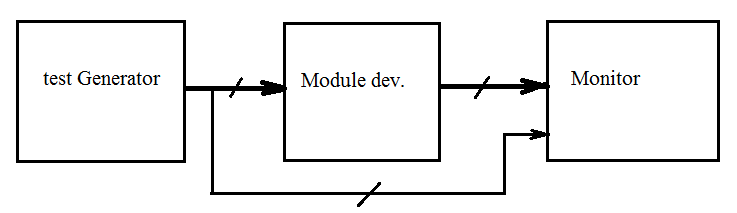 test Generator
Module dev.
Monitor